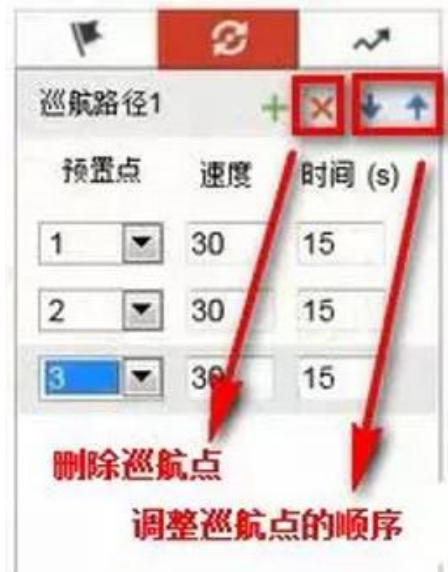 巡航路径1
预置点 速度 时间 (s)
1 30 15
2 30 15
3 30 15
删除巡航点
调整巡航点的顺序